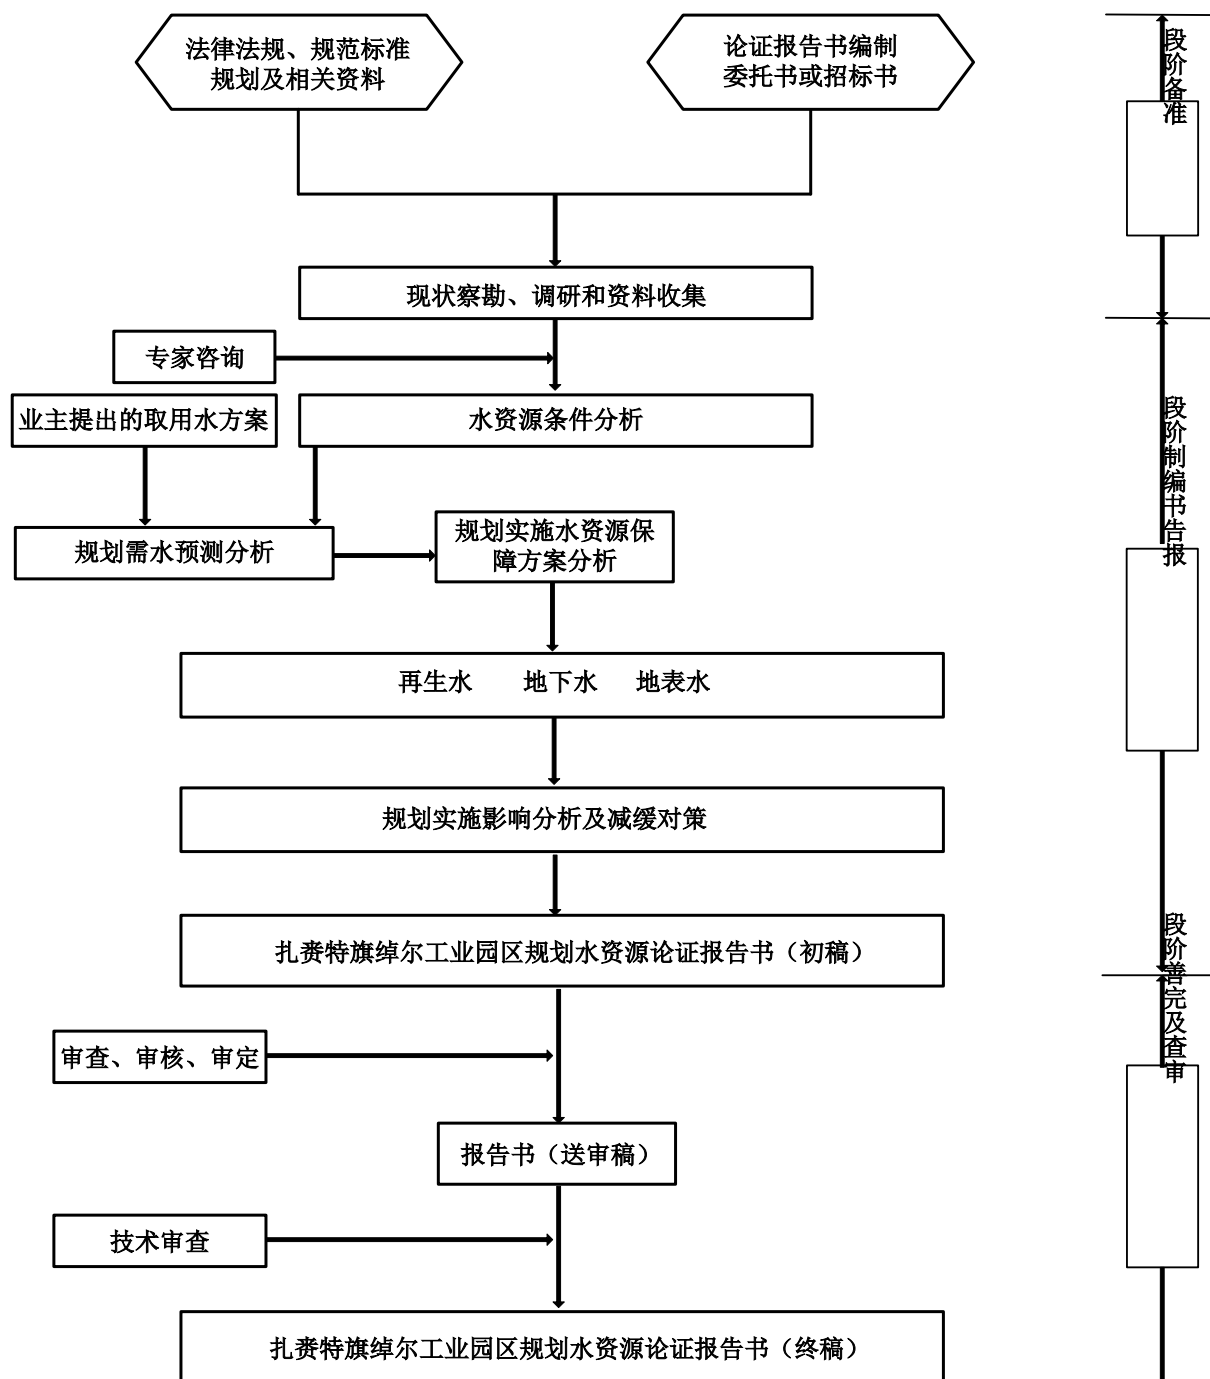 法律法规、规范标准
规划及相关资料
论证报告书编制
委托书或招标书
段阶备准
现状察勘、调研和资料收集
专家咨询
业主提出的取用水方案
水资源条件分析
段阶制编书告报
规划需水预测分析
规划实施水资源保
障方案分析
再生水 地下水 地表水
规划实施影响分析及减缓对策
扎赉特旗绰尔工业园区规划水资源论证报告书（初稿）
段阶善完及查审
审查、审核、审定
报告书（送审稿）
技术审查
扎赉特旗绰尔工业园区规划水资源论证报告书（终稿）